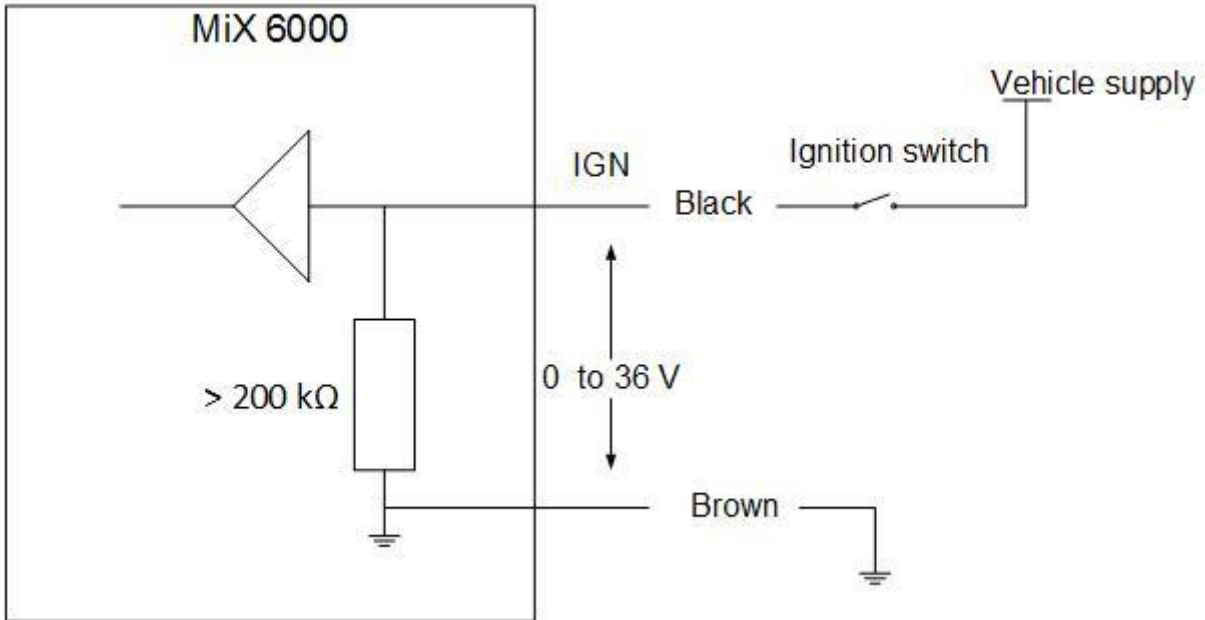 MiX 6000
Vehicle supply
Ignition switch
IGN
Black
0 to 36 V
> 200 kΩ
Brown